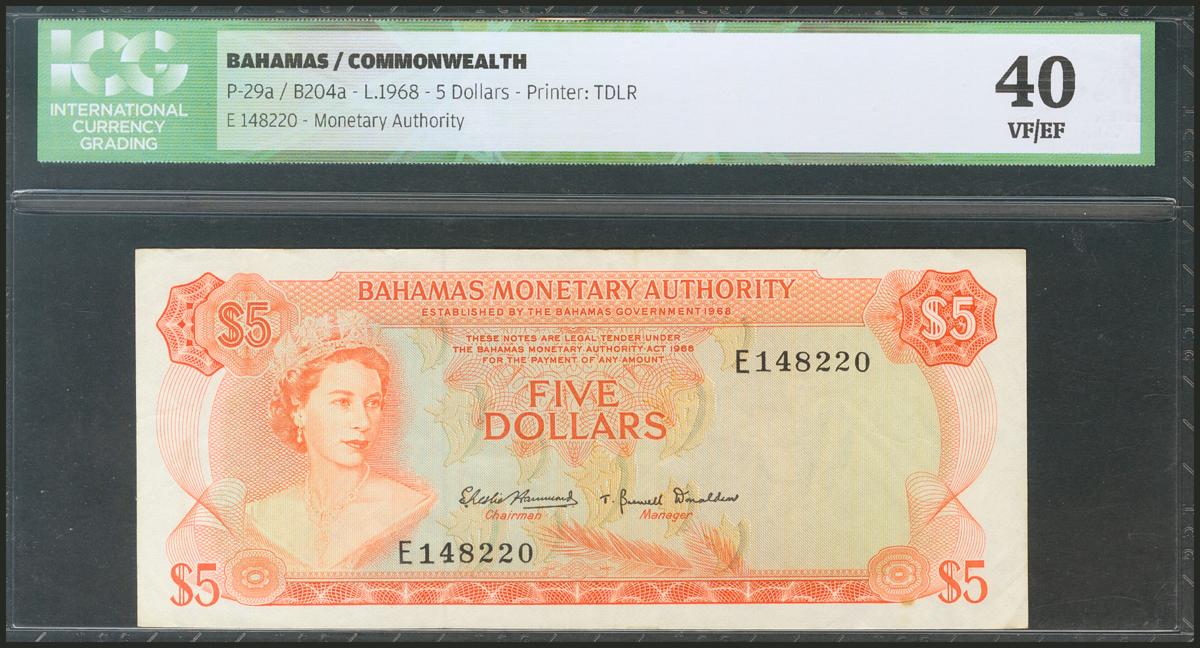 ICG
INTERNATIONAL
CURRENCY
GRADING
BAHAMAS / COMMONWEALTH
P-29a / B204a - L.1968 - 5 Dollars - Printer: TDLR
E 148220 - Monetary Authority
40
VF/EF
BAHAMAS MONETARY AUTHORITY
ESTABLISHED BY THE BAHAMAS GOVERNMENT 1968
$5
$5
THESE NOTES ARE LEGAL TENDER UNDER
THE BAHAMAS MONETARY AUTHORITY ACT 1968
FOR THE PAYMENT OF ANY AMOUNT
E148220
FIVE
DOLLARS
T. Burwell Donaldson
Chairman
Manager
E148220
$5
$5